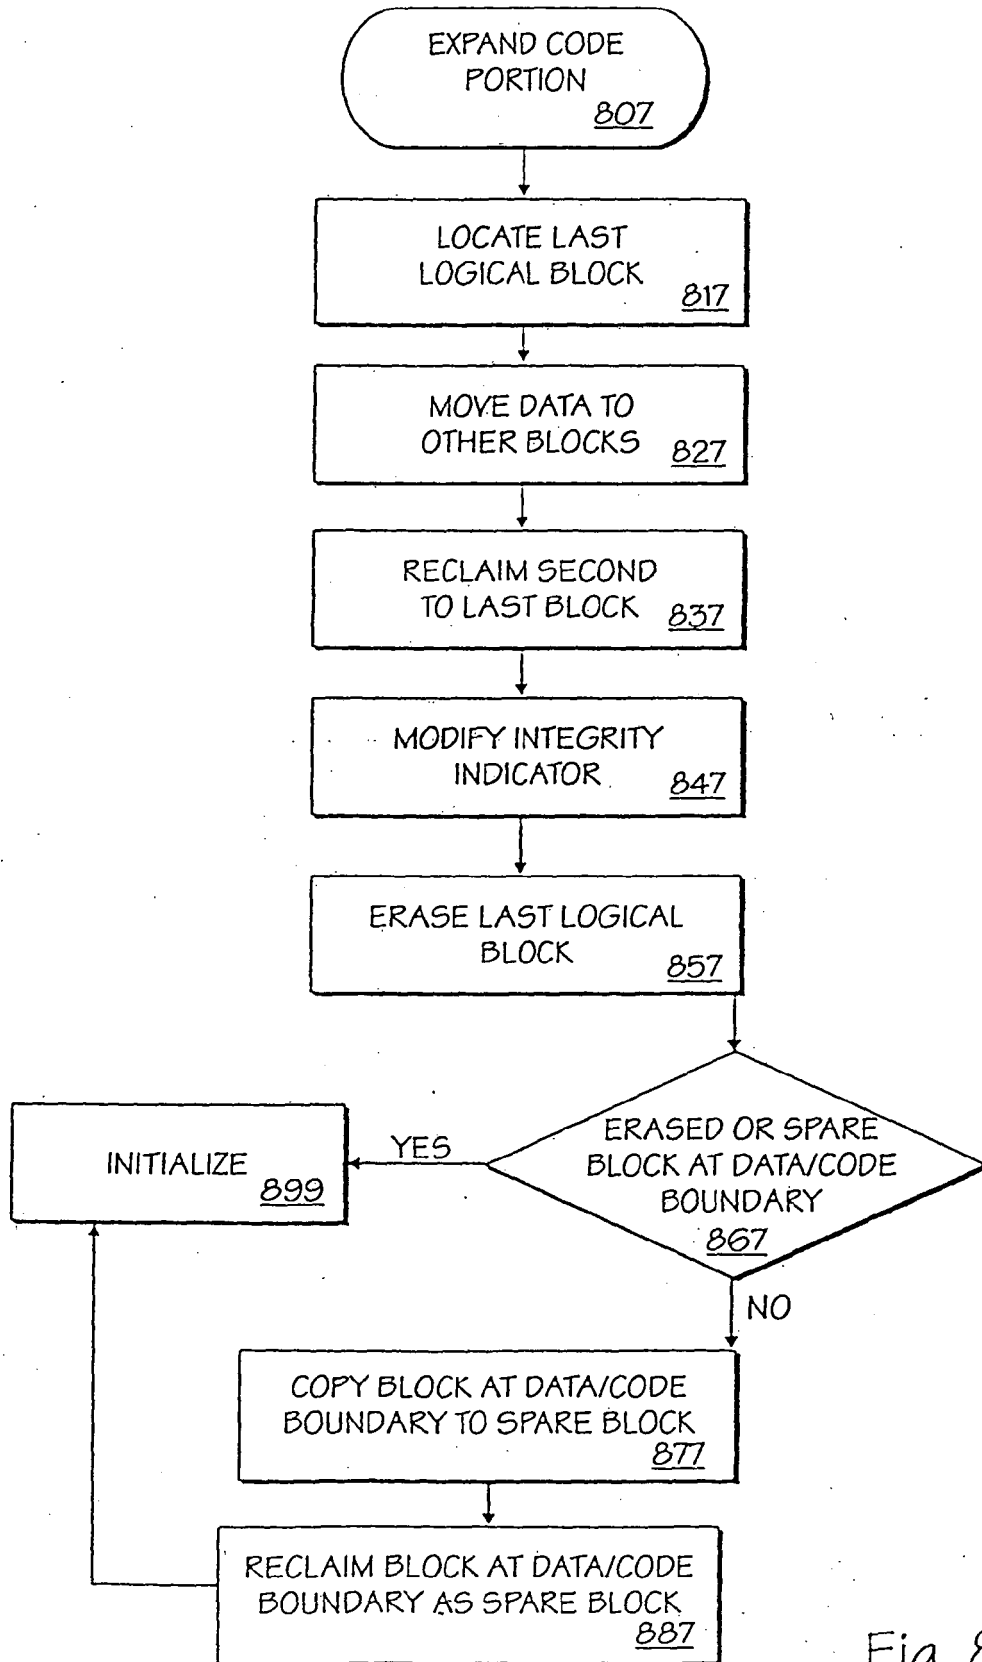 EXPAND CODE
PORTION
807
LOCATE LAST
LOGICAL BLOCK
817
MOVE DATA TO
OTHER BLOCKS
827
RECLAIM SECOND
TO LAST BLOCK
837
MODIFY INTEGRITY
INDICATOR
847
ERASE LAST LOGICAL
BLOCK
857
ERASED OR SPARE
BLOCK AT DATA/CODE
BOUNDARY
867
YES
INITIALIZE
899
NO
COPY BLOCK AT DATA/CODE
BOUNDARY TO SPARE BLOCK
877
RECLAIM BLOCK AT DATA/CODE
BOUNDARY AS SPARE BLOCK
887
Fig. 8